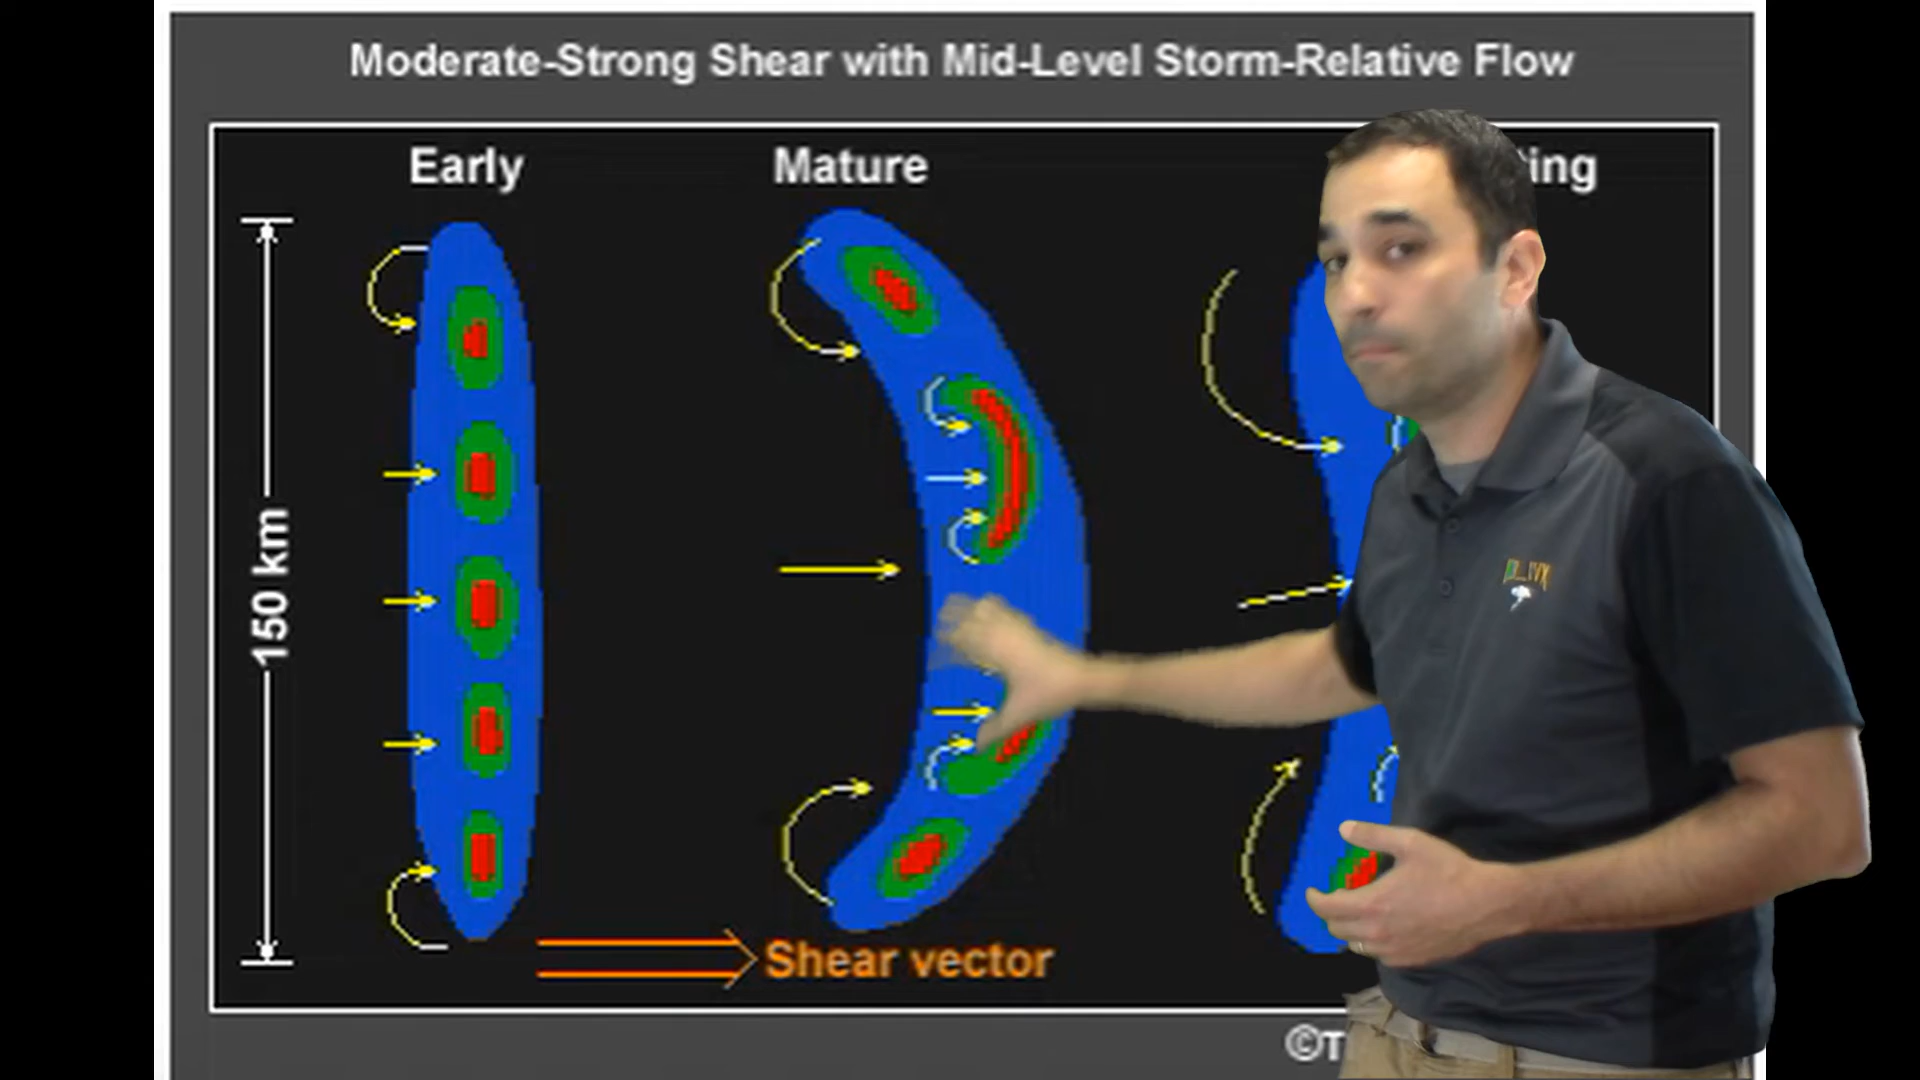 Moderate-Strong Shear with Mid-Level Storm-Relative Flow
Early
Mature
150 km
Shear vector